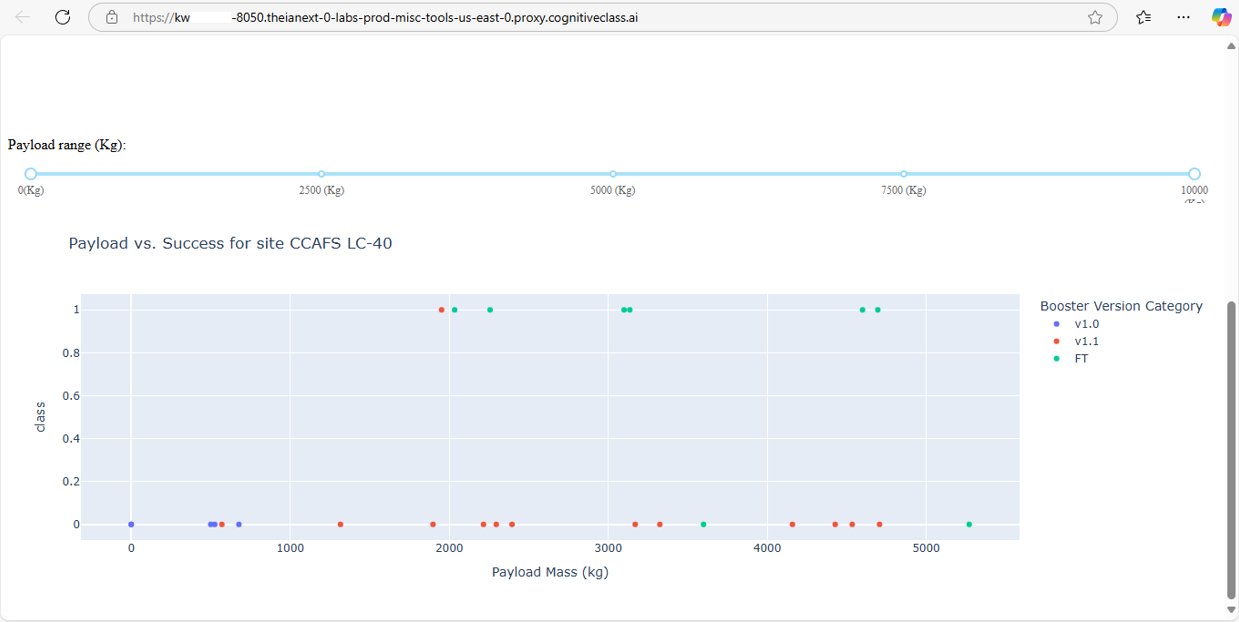 https://kw -8050.theianext-0-labs-prod-misc-tools-us-east-0.proxy.cognitiveclass.ai
Payload range (Kg):
0(Kg) 2500 (Kg) 5000 (Kg) 7500 (Kg) 10000
(Kg)
Payload vs. Success for site CCAFS LC-40
Booster Version Category
v1.0
v1.1
FT
1
0.8
0.6
0.4
0.2
0
class
0 1000 2000 3000 4000 5000
Payload Mass (kg)